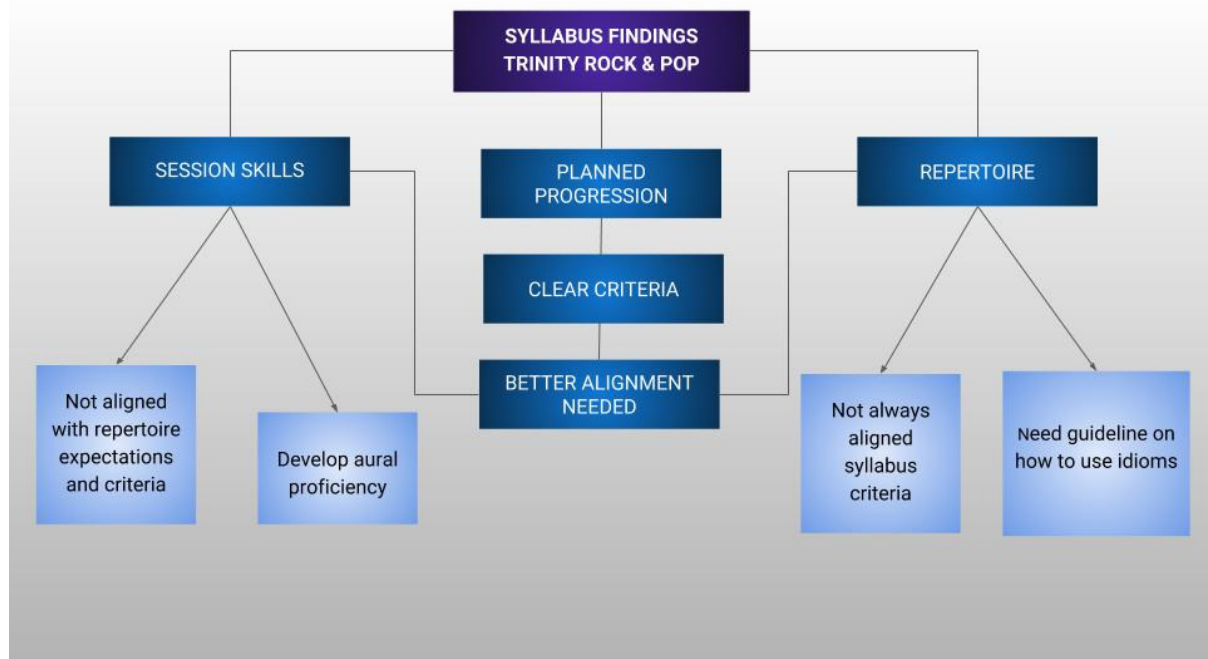 SYLLABUS FINDINGS
TRINITY ROCK & POP
SESSION SKILLS
PLANNED
PROGRESSION
REPERTOIRE
CLEAR CRITERIA
BETTER ALIGNMENT
NEEDED
Not aligned
with repertoire
expectations
and criteria
Develop aural
proficiency
Not always
aligned
syllabus
criteria
Need guideline on
how to use idioms